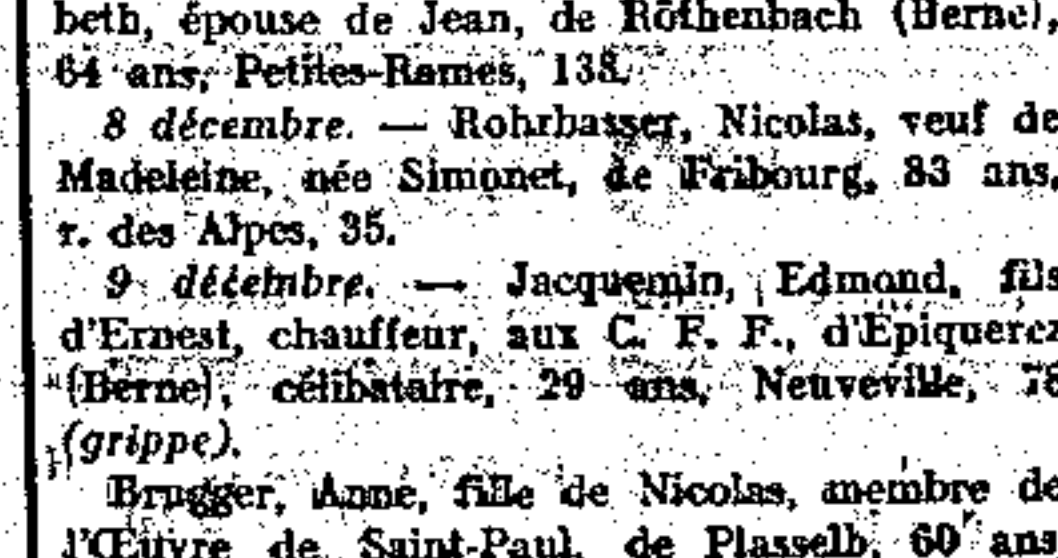 beth, épouse de Jean, de Röthenbach (Berne),
64 ans, Petites-Rames, 138.
8 décembre. — Rohrbasser, Nicolas, veuf de
Madeleine, née Simonet, de Fribourg, 83 ans,
r. des Alpes, 35.
9 décembre. — Jacquemin, Edmond, fils
d'Ernest, chauffeur, aux C. F. F., d'Epiquerez
(Berne), célibataire, 29 ans, Neuveville, 78
(grippe).
Brugger, Anne, fille de Nicolas, membre de
l'Œuvre de Saint-Paul, de Plasselb, 60 ans